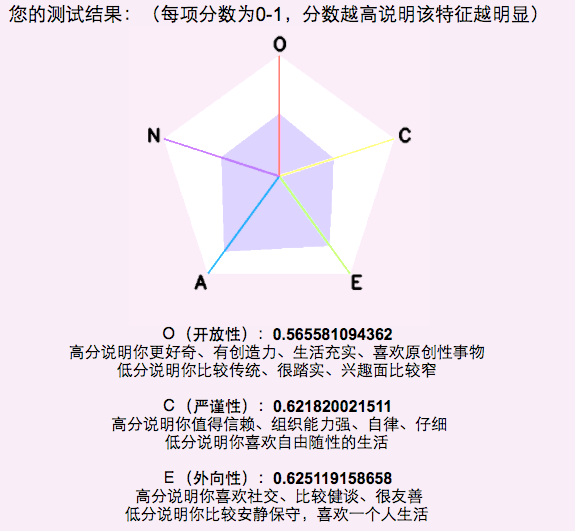 您的测试结果：（每项分数为0-1，分数越高说明该特征越明显）
O
N
C
A
E
O（开放性）：0.565581094362
高分说明你更好奇、有创造力、生活充实、喜欢原创性事物
低分说明你比较传统、很踏实、兴趣面比较窄
C（严谨性）：0.621820021511
高分说明你值得信赖、组织能力强、自律、仔细
低分说明你喜欢自由随性的生活
E（外向性）：0.625119158658
高分说明你喜欢社交、比较健谈、很友善
低分说明你比较安静保守，喜欢一个人生活